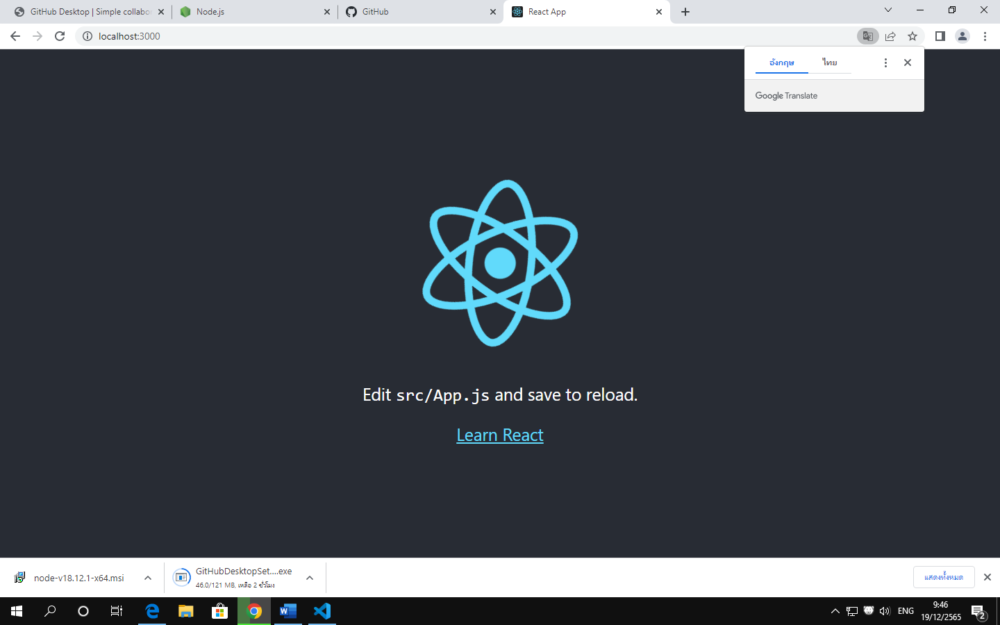 GitHub Desktop | Simple collabo
Node.js
GitHub
React App
localhost:3000
อังกฤษ
ไทย
Google Translate
Edit src/App.js and save to reload.
Learn React
node-v18.12.1-x64.msi
GitHubDesktopSet....exe
46.0/121 MB, เหลือ 2 ชั่วโมง
แสดงทั้งหมด
ENG
9:46
19/12/2565
2